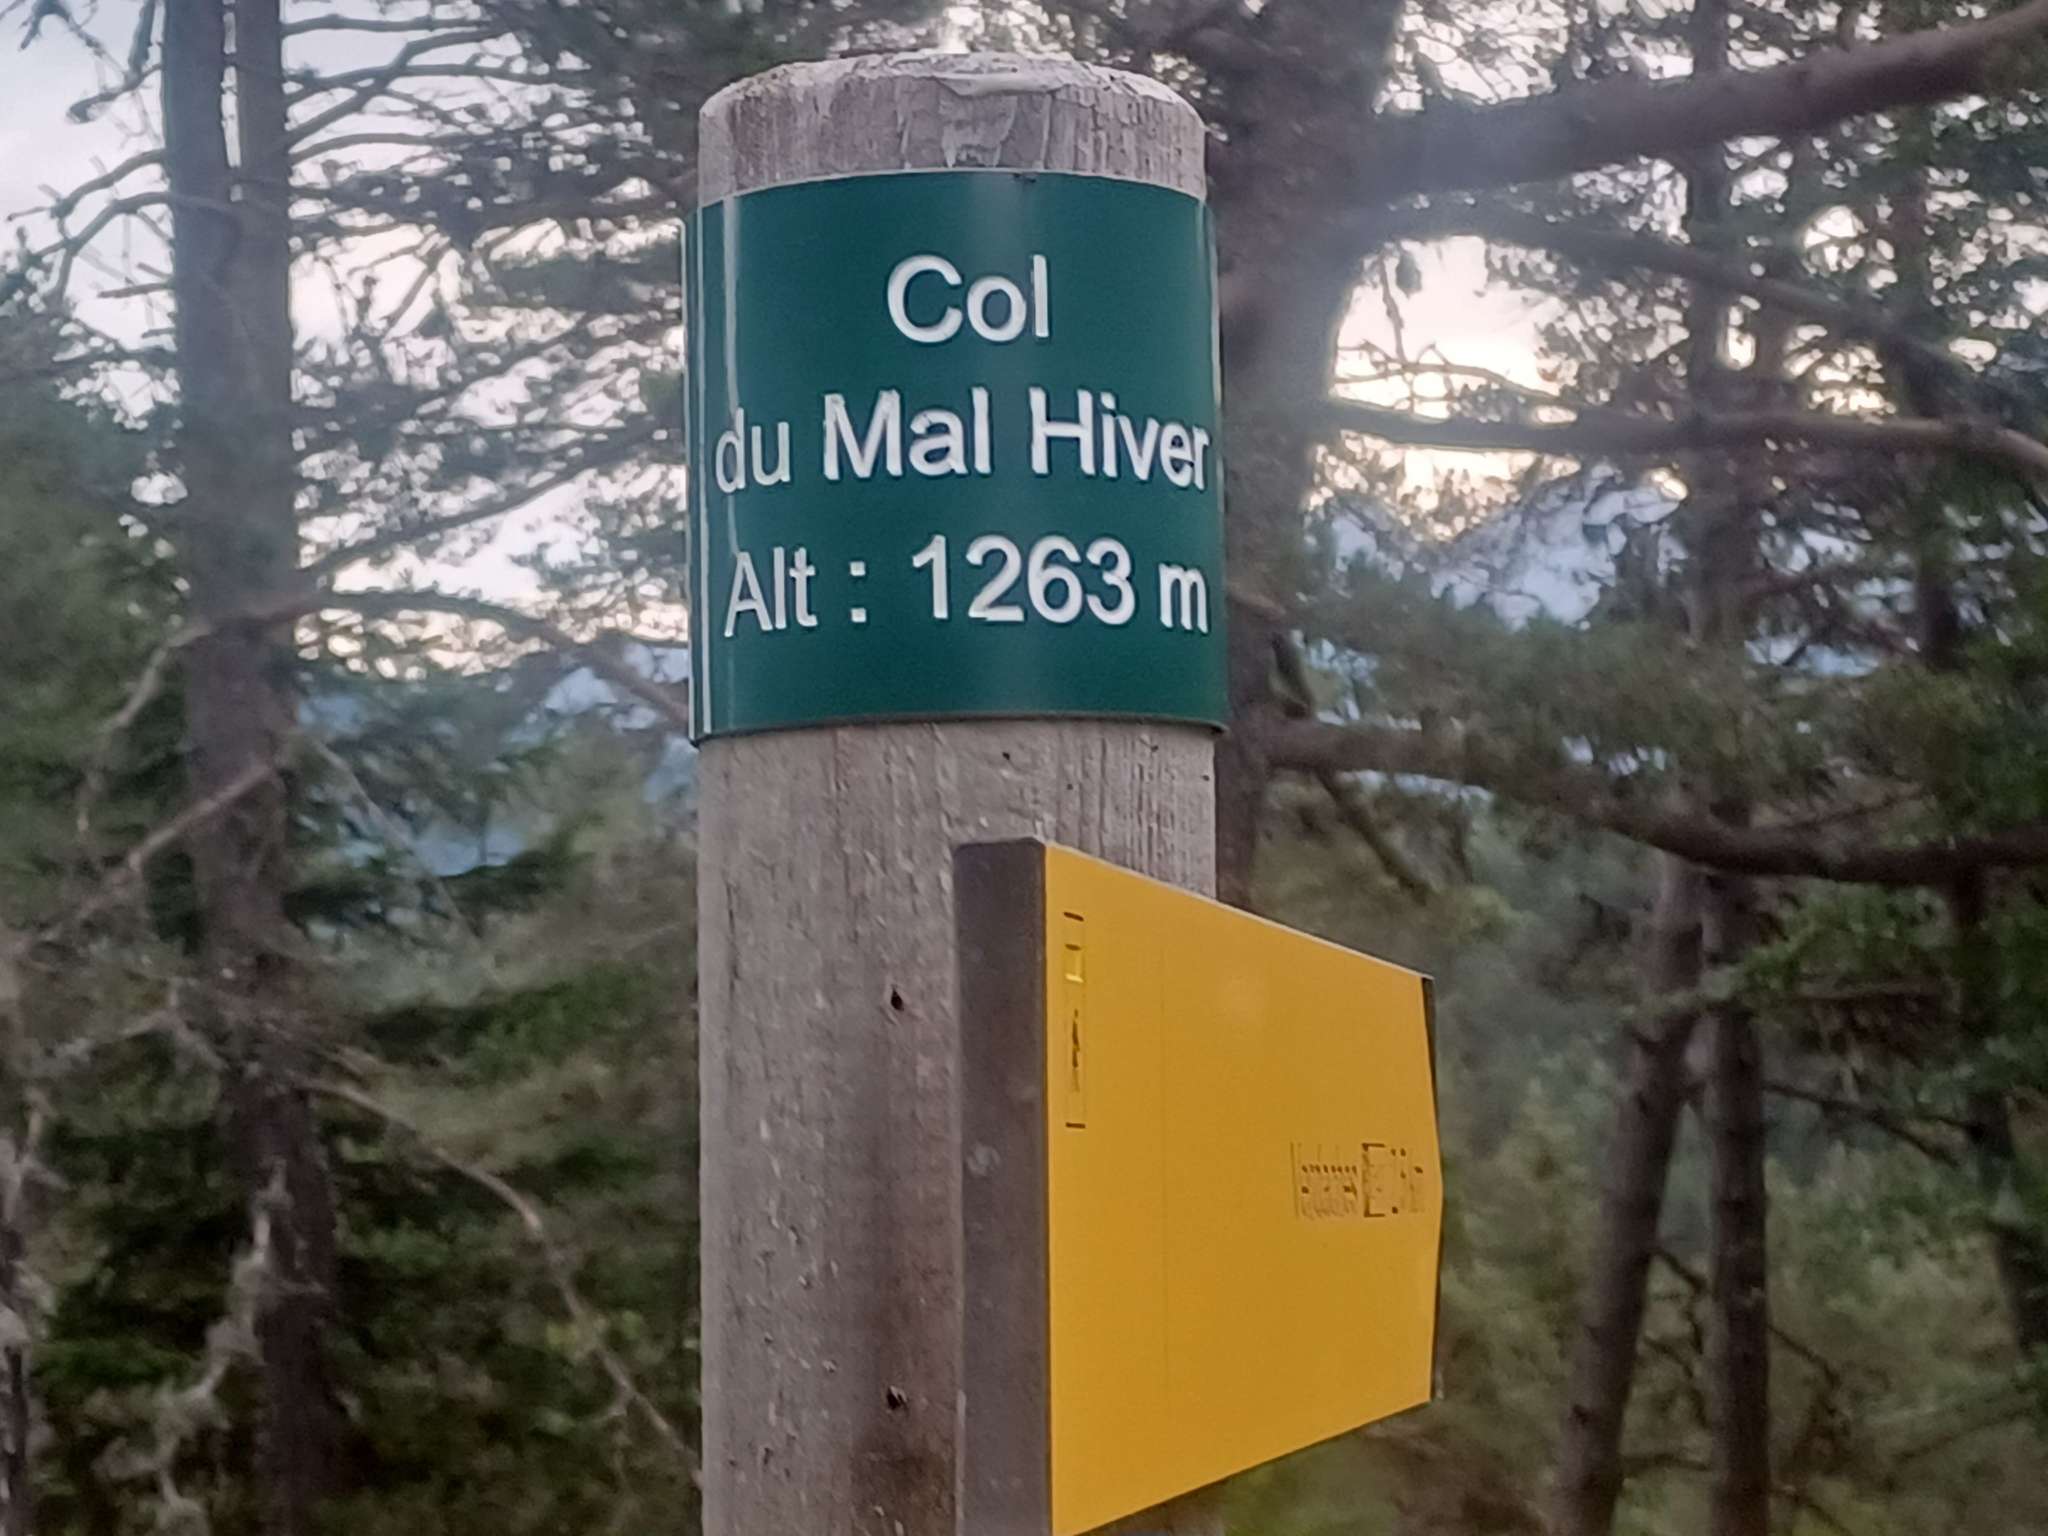 Col
du Mal Hiver
Alt : 1263 m